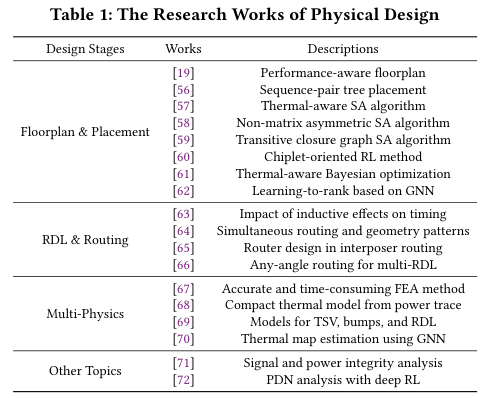 Table 1: The Research Works of Physical Design
Design Stages Works Descriptions
[19] Performance-aware floorplan
[56] Sequence-pair tree placement
[57] Thermal-aware SA algorithm
Floorplan & Placement [58] Non-matrix asymmetric SA algorithm
[59] Transitive closure graph SA algorithm
[60] Chiplet-oriented RL method
[61] Thermal-aware Bayesian optimization
[62] Learning-to-rank based on GNN
[63] Impact of inductive effects on timing
RDL & Routing [64] Simultaneous routing and geometry patterns
[65] Router design in interposer routing
[66] Any-angle routing for multi-RDL
[67] Accurate and time-consuming FEA method
Multi-Physics [68] Compact thermal model from power trace
[69] Models for TSV, bumps, and RDL
[70] Thermal map estimation using GNN
Other Topics [71] Signal and power integrity analysis
[72] PDN analysis with deep RL